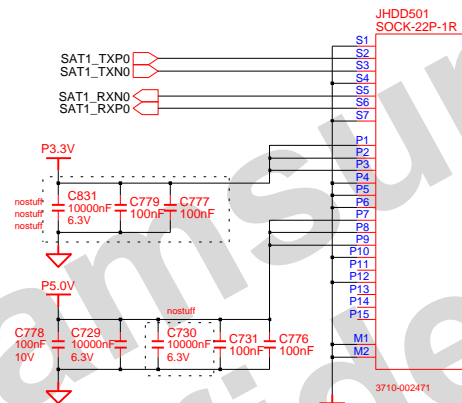 JHDD501
SOCK-22P-1R
S1
SAT1_TXP0 S2
SAT1_TXN0 S3
S4
SAT1_RXN0 S5
SAT1_RXP0 S6
S7
P1
P3.3V P2
P3
P4
P5
P6
P7
P8
P9
P10
P11
P12
P13
P14
P15
nostuff
nostuff
nostuff
C831
10000nF
6.3V
C779
100nF
C777
100nF
P5.0V
nostuff
C778
100nF
10V
C729
10000nF
6.3V
C730
10000nF
6.3V
C731
100nF
C776
100nF
M1
M2
3710-002471